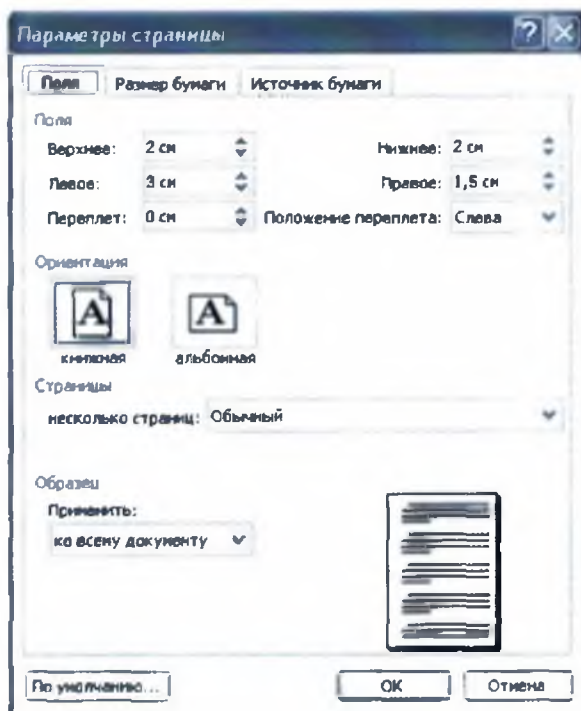 Параметры страницы
Поля Размер бумаги Источник бумаги
Поля
Верхнее: 2 см Нижнее: 2 см
Левое: 3 см Правое: 1,5 см
Переплет: 0 см Положение переплета: Слева
Ориентация
A A
книжная альбомная
Страницы
несколько страниц: Обычный
Образец
Применить:
ко всему документу
По умолчанию... ОК Отмена